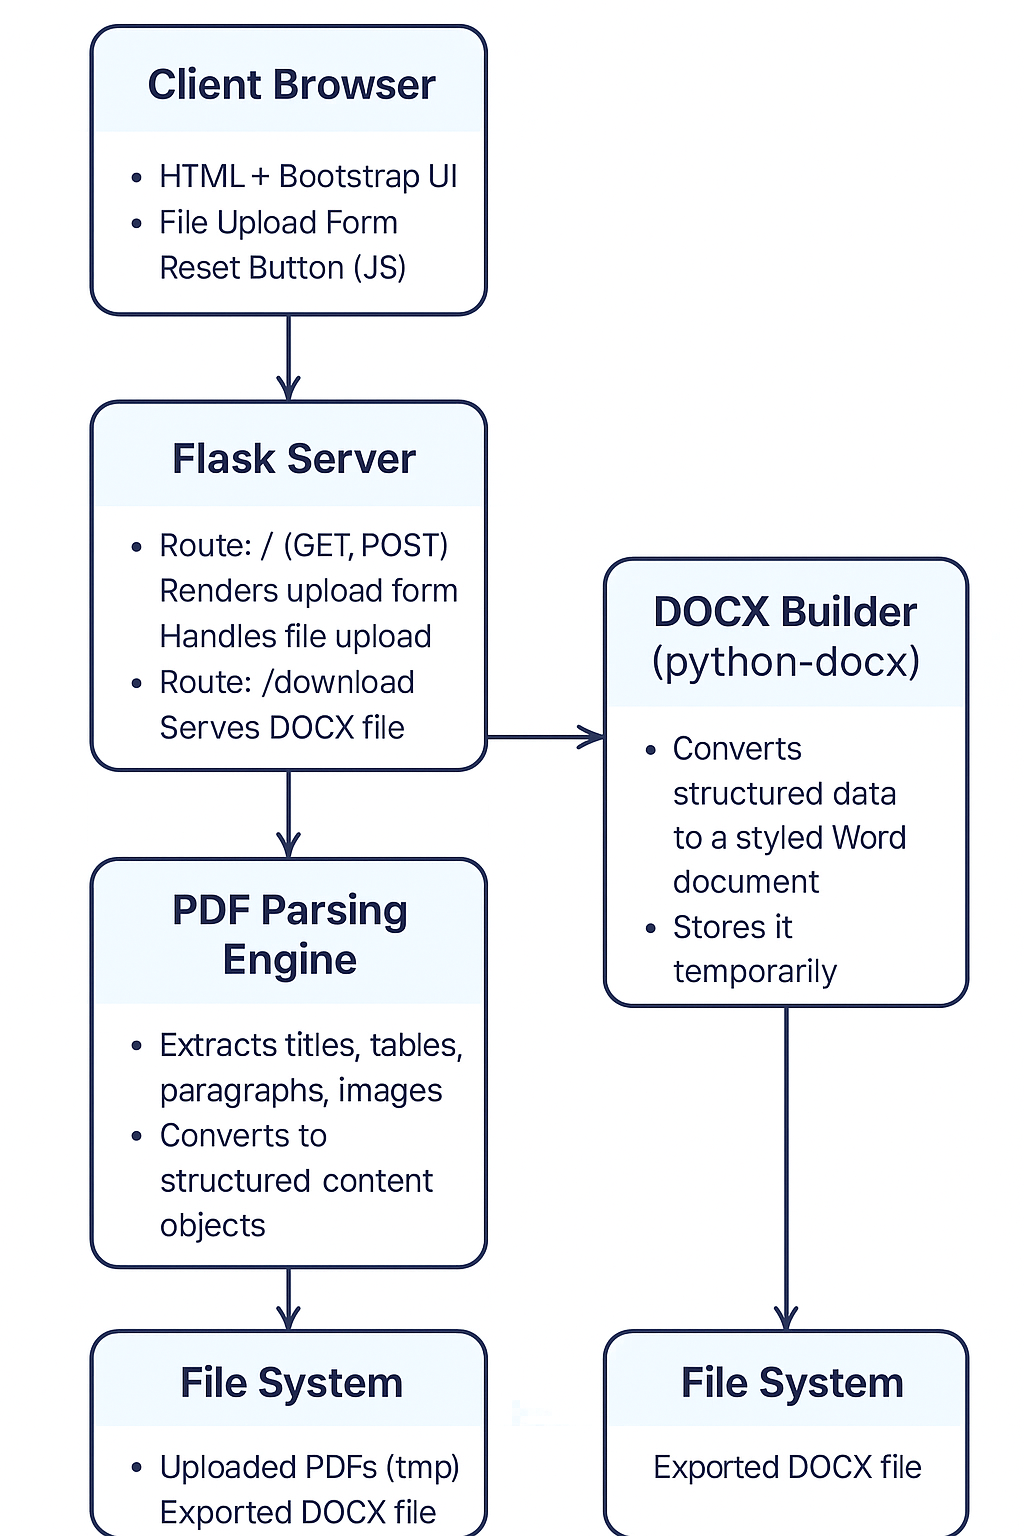 Client Browser
• HTML + Bootstrap UI
• File Upload Form
Reset Button (JS)
Flask Server
• Route: / (GET, POST)
Renders upload form
Handles file upload
• Route: /download
Serves DOCX file
DOCX Builder
(python-docx)
• Converts
structured data
to a styled Word
document
• Stores it
temporarily
PDF Parsing
Engine
• Extracts titles, tables,
paragraphs, images
• Converts to
structured content
objects
File System
• Uploaded PDFs (tmp)
Exported DOCX file
File System
Exported DOCX file